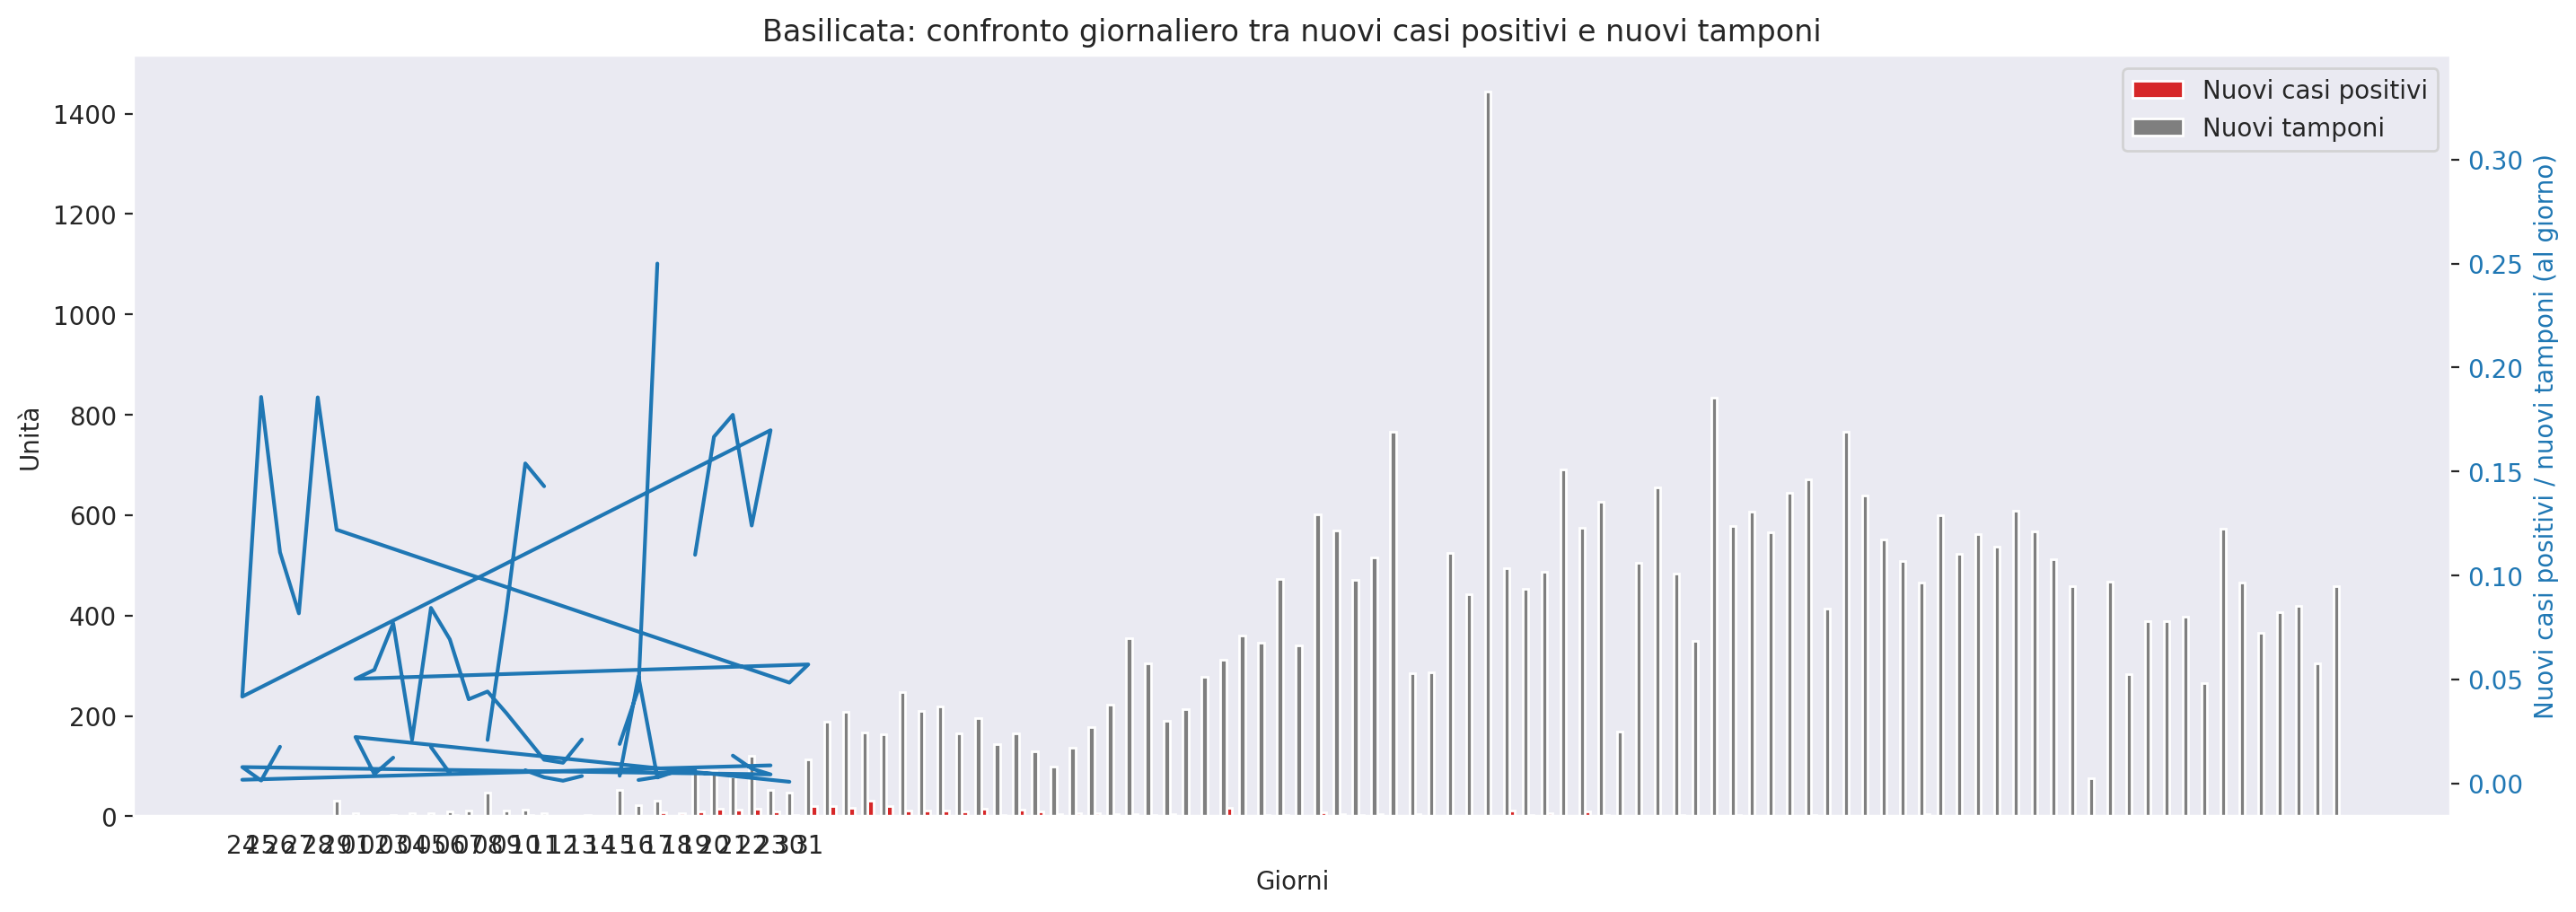 Basilicata: confronto giornaliero tra nuovi casi positivi e nuovi tamponi
Nuovi casi positivi
Nuovi tamponi
1400
1200
1000
800
600
400
200
0
Unità
0.30
0.25
0.20
0.15
0.10
0.05
0.00
Nuovi casi positivi / nuovi tamponi (al giorno)
Giorni